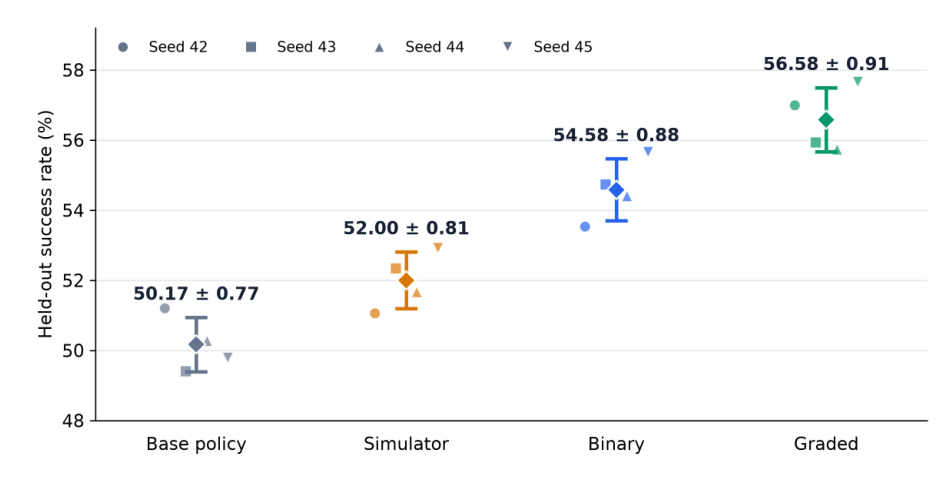 Seed 42 Seed 43 Seed 44 Seed 45
Held-out success rate (%)
58
56
54
52
50
48
56.58 ± 0.91
54.58 ± 0.88
52.00 ± 0.81
50.17 ± 0.77
Base policy Simulator Binary Graded